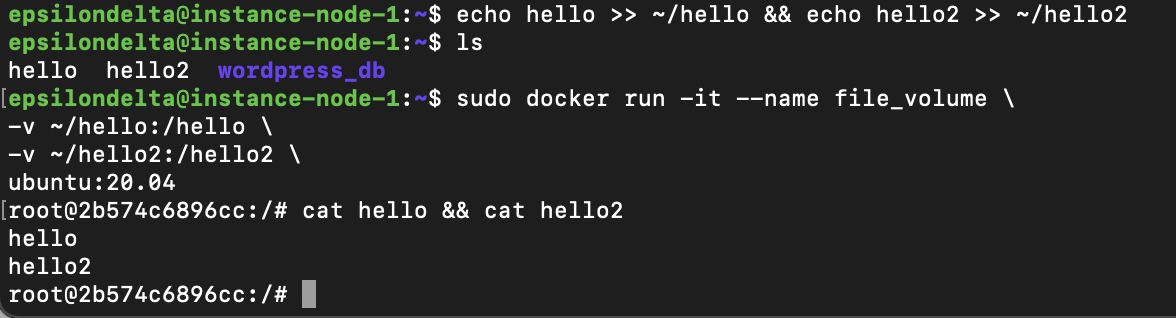 epsilondelta@instance-node-1:~$ echo hello >> ~/hello && echo hello2 >> ~/hello2
epsilondelta@instance-node-1:~$ ls
hello  hello2  wordpress_db
[epsilondelta@instance-node-1:~$ sudo docker run -it --name file_volume \
-v ~/hello:/hello \
-v ~/hello2:/hello2 \
ubuntu:20.04
[root@2b574c6896cc:/# cat hello && cat hello2
hello
hello2
root@2b574c6896cc:/#